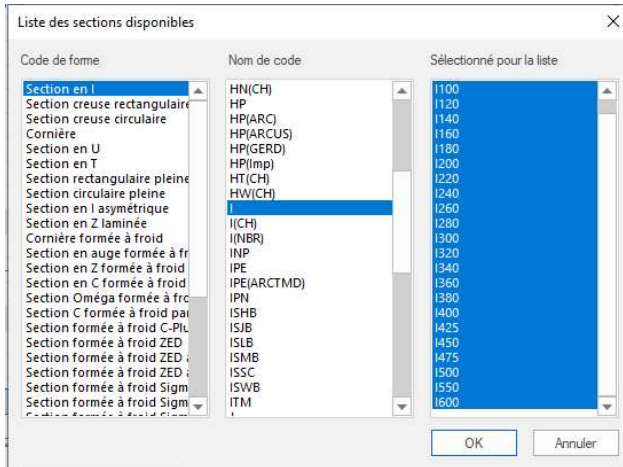 Liste des sections disponibles
Code de forme
Section en I
Section creuse rectangulaire
Section creuse circulaire
Cornière
Section en U
Section en T
Section rectangulaire pleine
Section circulaire pleine
Section en I asymétrique
Section en Z laminée
Cornière formée à froid
Section en auge formée à fr
Section en Z formée à froid
Section en C formée à froid
Section Oméga formée à fro
Section C formée à froid pa
Section formée à froid C-Plu
Section formée à froid ZED
Section formée à froid ZED
Section formée à froid ZED
Section formée à froid Sigm
Section formée à froid Sigm
Nom de code
HN(CH)
HP
HP(ARC)
HP(ARCUS)
HP(GERD)
HP(Imp)
HT(CH)
HW(CH)
I
I(CH)
I(NBR)
INP
IPE
IPE(ARCTMD)
IPN
ISHB
ISJB
ISLB
ISMB
ISSC
ISWB
ITM
Sélectionné pour la liste
I100
I120
I140
I160
I180
I200
I220
I240
I260
I280
I300
I320
I340
I360
I380
I400
I425
I450
I475
I500
I550
I600
OK
Annuler